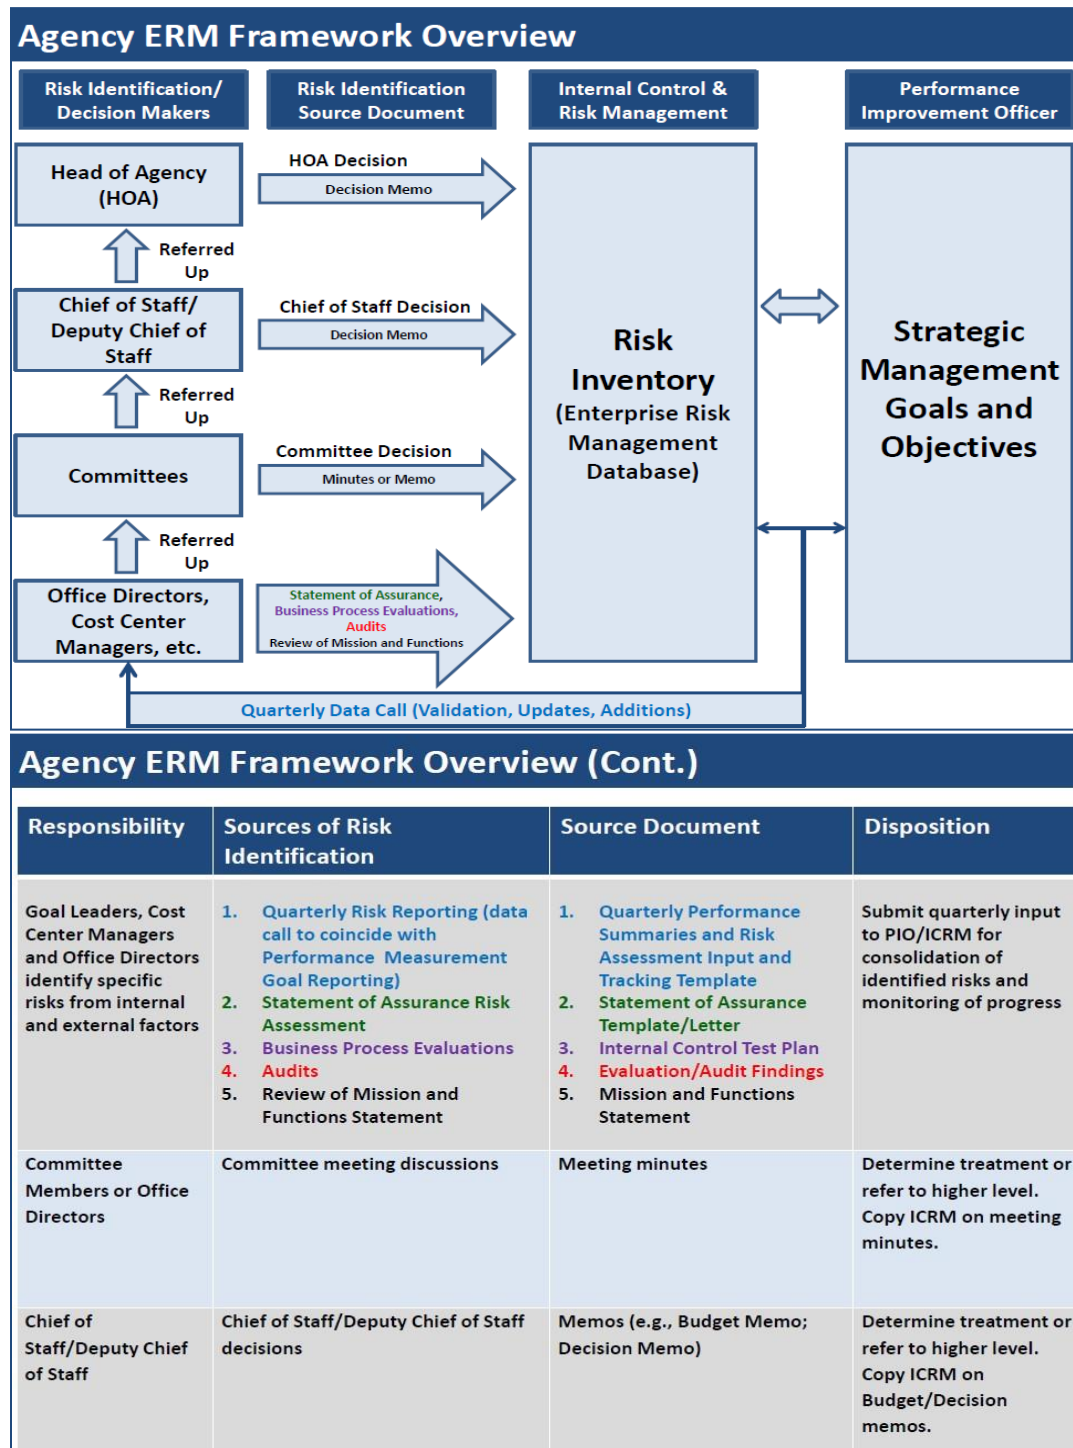 Agency ERM Framework Overview
Risk Identification/
Decision Makers
Risk Identification
Source Document
Internal Control &
Risk Management
Performance
Improvement Officer
Head of Agency
(HOA)
HOA Decision
Decision Memo
Referred
Up
Chief of Staff/
Deputy Chief of
Staff
Chief of Staff Decision
Decision Memo
Referred
Up
Committees
Committee Decision
Minutes or Memo
Referred
Up
Office Directors,
Cost Center
Managers, etc.
Statement of Assurance,
Business Process Evaluations,
Audits
Review of Mission and Functions
Risk
Inventory
(Enterprise Risk
Management
Database)
Strategic
Management
Goals and
Objectives
Quarterly Data Call (Validation, Updates, Additions)
Agency ERM Framework Overview (Cont.)
Responsibility
Sources of Risk
Identification
Source Document
Disposition
Goal Leaders, Cost
Center Managers
and Office Directors
identify specific
risks from internal
and external factors
1. Quarterly Risk Reporting (data
call to coincide with
Performance Measurement
Goal Reporting)
2. Statement of Assurance Risk
Assessment
3. Business Process Evaluations
4. Audits
5. Review of Mission and
Functions Statement
1. Quarterly Performance
Summaries and Risk
Assessment Input and
Tracking Template
2. Statement of Assurance
Template/Letter
3. Internal Control Test Plan
4. Evaluation/Audit Findings
5. Mission and Functions
Statement
Submit quarterly input
to PIO/ICRM for
consolidation of
identified risks and
monitoring of progress
Committee
Members or Office
Directors
Committee meeting discussions
Meeting minutes
Determine treatment or
refer to higher level.
Copy ICRM on meeting
minutes.
Chief of
Staff/Deputy Chief
of Staff
Chief of Staff/Deputy Chief of Staff
decisions
Memos (e.g., Budget Memo;
Decision Memo)
Determine treatment or
refer to higher level.
Copy ICRM on
Budget/Decision
memos.